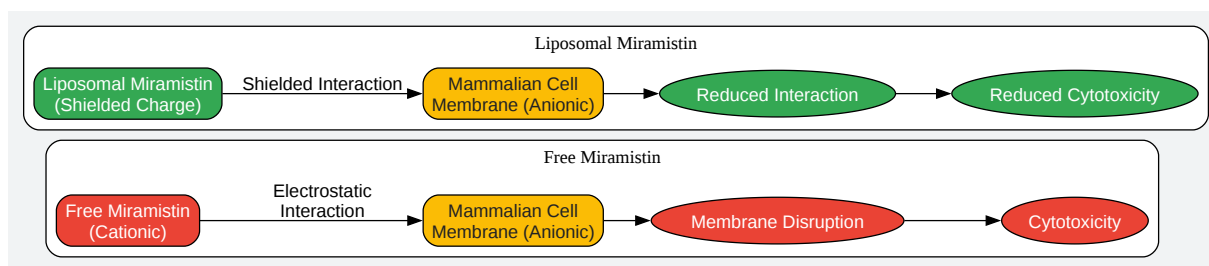 Liposomal Miramistin
Liposomal Miramistin
(Shielded Charge)
Shielded Interaction
Mammalian Cell
Membrane (Anionic)
Reduced Interaction
Reduced Cytotoxicity
Free Miramistin
Free Miramistin
(Cationic)
Electrostatic
Interaction
Mammalian Cell
Membrane (Anionic)
Membrane Disruption
Cytotoxicity